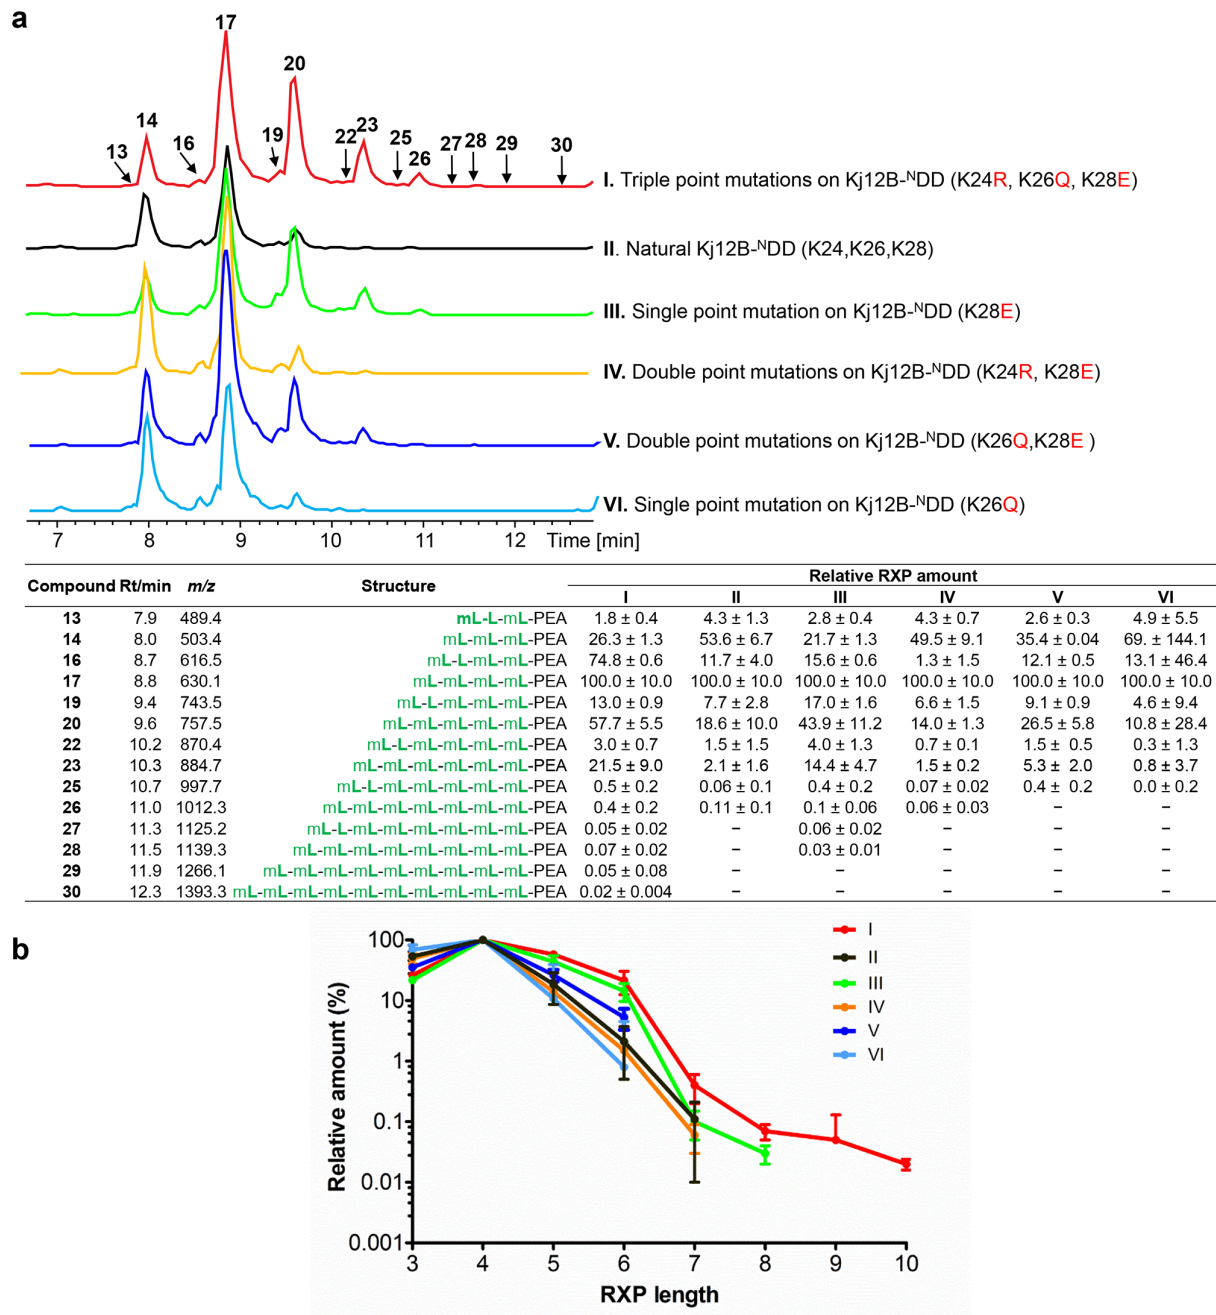 a
17
20
14
13
16
19
22
23
25
26
27
28
29
30
I. Triple point mutations on Kj12B-ᴺDD (K24R, K26Q, K28E)
II. Natural Kj12B-ᴺDD (K24,K26,K28)
III. Single point mutation on Kj12B-ᴺDD (K28E)
IV. Double point mutations on Kj12B-ᴺDD (K24R, K28E)
V. Double point mutations on Kj12B-ᴺDD (K26Q,K28E )
VI. Single point mutation on Kj12B-ᴺDD (K26Q)
7 8 9 10 11 12 Time [min]
Relative RXP amount
Compound Rt/min m/z Structure I II III IV V VI
13 7.9 489.4 mL-L-mL-PEA 1.8 ± 0.4 4.3 ± 1.3 2.8 ± 0.4 4.3 ± 0.7 2.6 ± 0.3 4.9 ± 5.5
14 8.0 503.4 mL-mL-mL-PEA 26.3 ± 1.3 53.6 ± 6.7 21.7 ± 1.3 49.5 ± 9.1 35.4 ± 0.04 69. ± 144.1
16 8.7 616.5 mL-L-mL-mL-PEA 74.8 ± 0.6 11.7 ± 4.0 15.6 ± 0.6 1.3 ± 1.5 12.1 ± 0.5 13.1 ± 46.4
17 8.8 630.1 mL-mL-mL-mL-PEA 100.0 ± 10.0 100.0 ± 10.0 100.0 ± 10.0 100.0 ± 10.0 100.0 ± 10.0 100.0 ± 10.0
19 9.4 743.5 mL-L-mL-mL-mL-PEA 13.0 ± 0.9 7.7 ± 2.8 17.0 ± 1.6 6.6 ± 1.5 9.1 ± 0.9 4.6 ± 9.4
20 9.6 757.5 mL-mL-mL-mL-mL-PEA 57.7 ± 5.5 18.6 ± 10.0 43.9 ± 11.2 14.0 ± 1.3 26.5 ± 5.8 10.8 ± 28.4
22 10.2 870.4 mL-L-mL-mL-mL-mL-PEA 3.0 ± 0.7 1.5 ± 1.5 4.0 ± 1.3 0.7 ± 0.1 1.5 ± 0.5 0.3 ± 1.3
23 10.3 884.7 mL-mL-mL-mL-mL-mL-PEA 21.5 ± 9.0 2.1 ± 1.6 14.4 ± 4.7 1.5 ± 0.2 5.3 ± 2.0 0.8 ± 3.7
25 10.7 997.7 mL-L-mL-mL-mL-mL-mL-PEA 0.5 ± 0.2 0.06 ± 0.1 0.4 ± 0.2 0.07 ± 0.02 0.4 ± 0.2 0.0 ± 0.2
26 11.0 1012.3 mL-mL-mL-mL-mL-mL-mL-PEA 0.4 ± 0.2 0.11 ± 0.1 0.1 ± 0.06 0.06 ± 0.03 – –
27 11.3 1125.2 mL-L-mL-mL-mL-mL-mL-mL-PEA 0.05 ± 0.02 – 0.06 ± 0.02 – – –
28 11.5 1139.3 mL-mL-mL-mL-mL-mL-mL-mL-PEA 0.07 ± 0.02 – 0.03 ± 0.01 – – –
29 11.9 1266.1 mL-mL-mL-mL-mL-mL-mL-mL-mL-PEA 0.05 ± 0.08 – – – – –
30 12.3 1393.3 mL-mL-mL-mL-mL-mL-mL-mL-mL-mL-PEA 0.02 ± 0.004 – – – – –
b
Relative amount (%)
100
10
1
0.1
0.01
0.001
I
II
III
IV
V
VI
3 4 5 6 7 8 9 10
RXP length